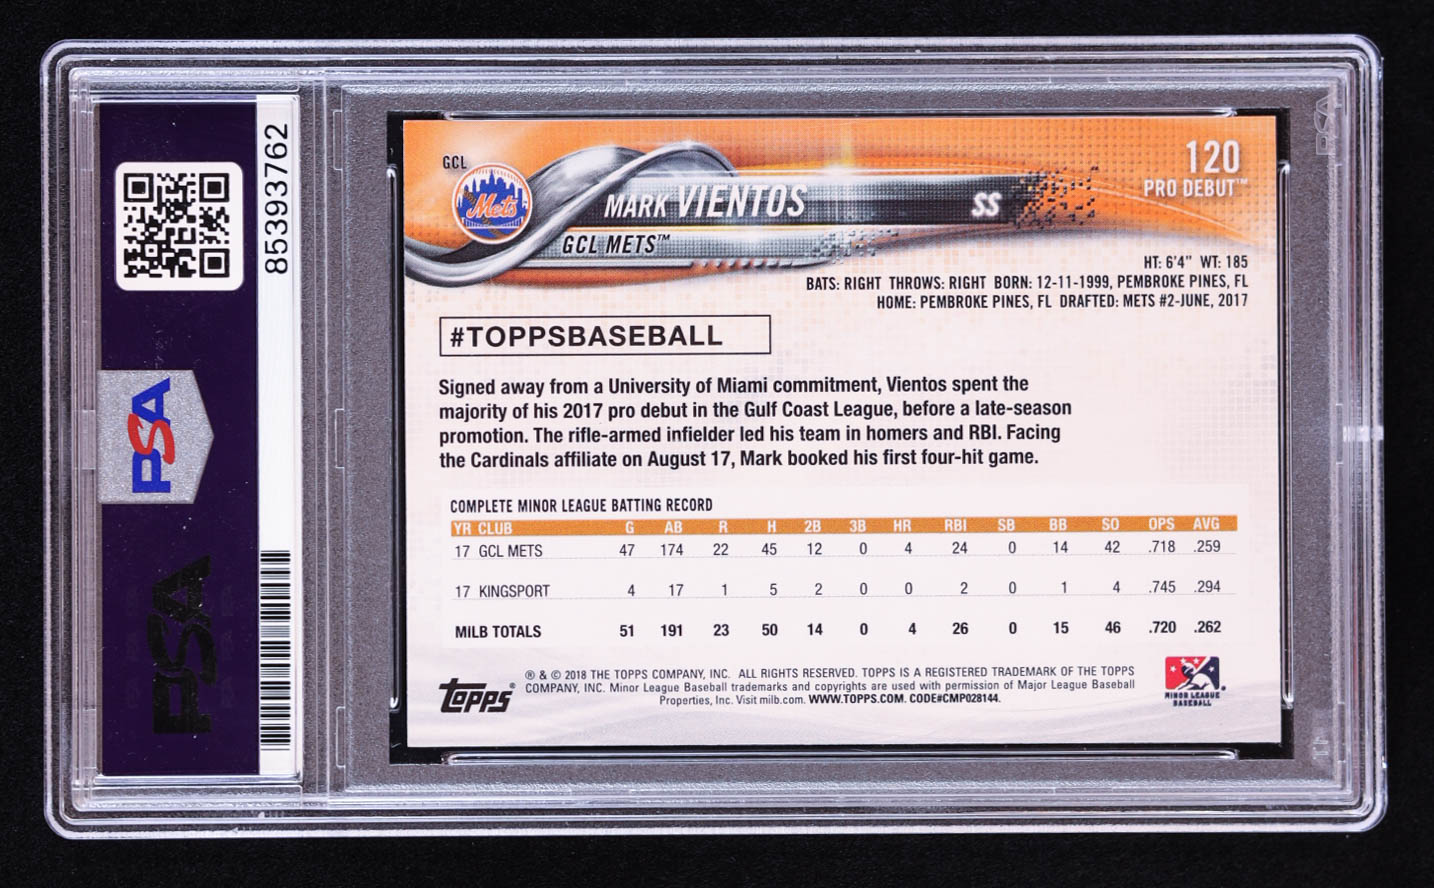 85393762
PSA
PSA
GCL
Mets
MARK VIENTOS
SS
GCL METS™
120
PRO DEBUT™
HT: 6'4" WT: 185
BATS: RIGHT THROWS: RIGHT BORN: 12-11-1999, PEMBROKE PINES, FL
HOME: PEMBROKE PINES, FL DRAFTED: METS #2-JUNE, 2017
#TOPPSBASEBALL
Signed away from a University of Miami commitment, Vientos spent the
majority of his 2017 pro debut in the Gulf Coast League, before a late-season
promotion. The rifle-armed infielder led his team in homers and RBI. Facing
the Cardinals affiliate on August 17, Mark booked his first four-hit game.
COMPLETE MINOR LEAGUE BATTING RECORD
YR CLUB G AB R H 2B 3B HR RBI SB BB SO OPS AVG
17 GCL METS 47 174 22 45 12 0 4 24 0 14 42 .718 .259
17 KINGSPORT 4 17 1 5 2 0 0 2 0 1 4 .745 .294
MILB TOTALS 51 191 23 50 14 0 4 26 0 15 46 .720 .262
topps®
® & © 2018 THE TOPPS COMPANY, INC. ALL RIGHTS RESERVED. TOPPS IS A REGISTERED TRADEMARK OF THE TOPPS
COMPANY, INC. Minor League Baseball trademarks and copyrights are used with permission of Major League Baseball
Properties, Inc. Visit milb.com. WWW.TOPPS.COM. CODE#CMP028144.
MINOR LEAGUE
BASEBALL